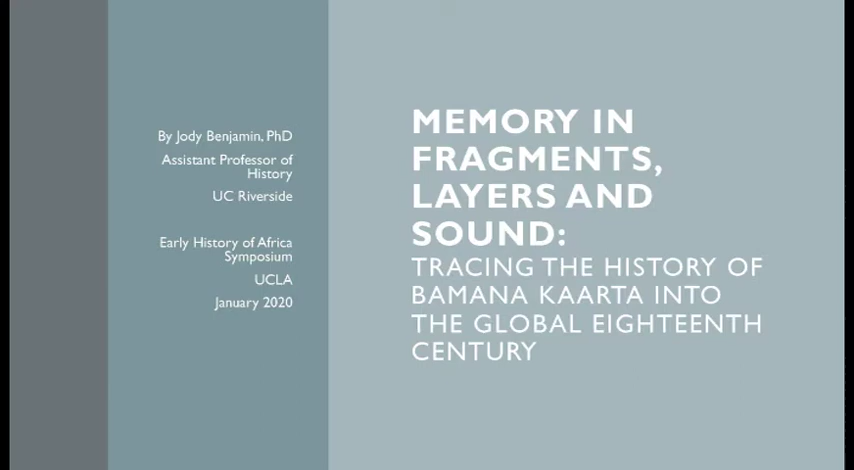 By Jody Benjamin, PhD
Assistant Professor of
History
UC Riverside
Early History of Africa
Symposium
UCLA
January 2020
MEMORY IN
FRAGMENTS,
LAYERS AND
SOUND:
TRACING THE HISTORY OF
BAMANA KAARTA INTO
THE GLOBAL EIGHTEENTH
CENTURY